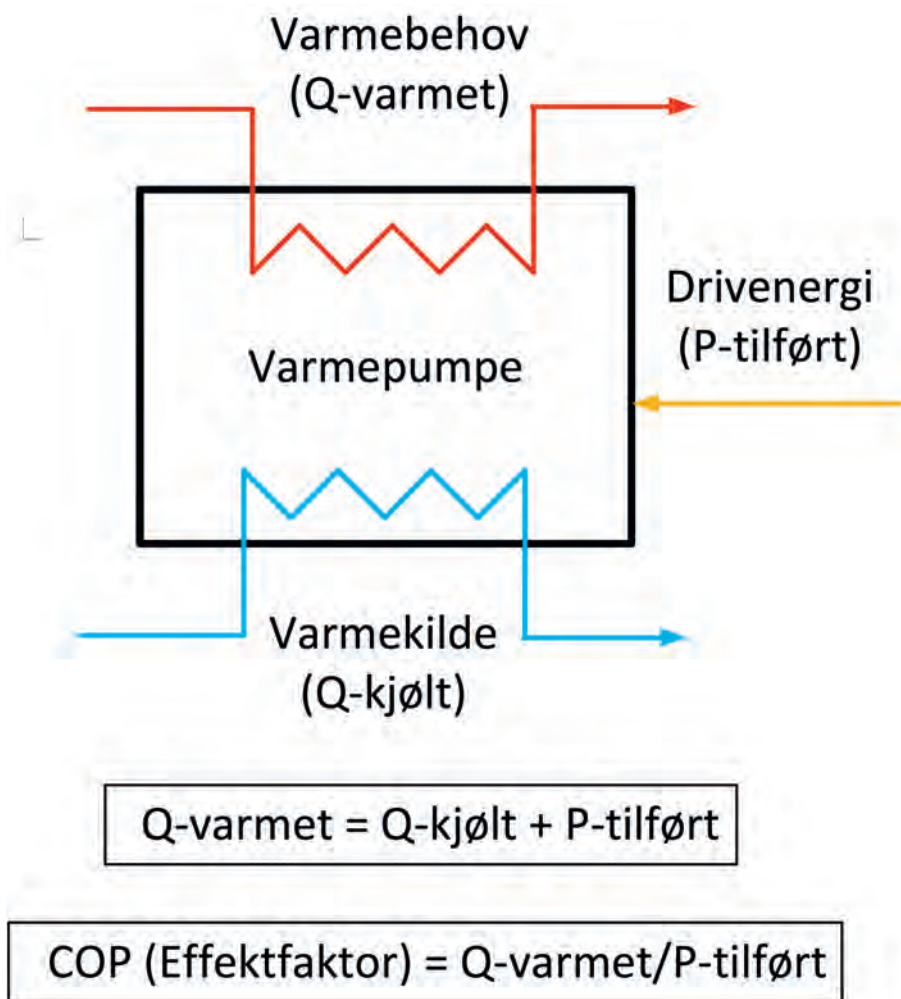 Varmebehov
(Q-varmet)
Drivenergi
(P-tilført)
Varmepumpe
Varmekilde
(Q-kjølt)
Q-varmet = Q-kjølt + P-tilført
COP (Effektfaktor) = Q-varmet/P-tilført